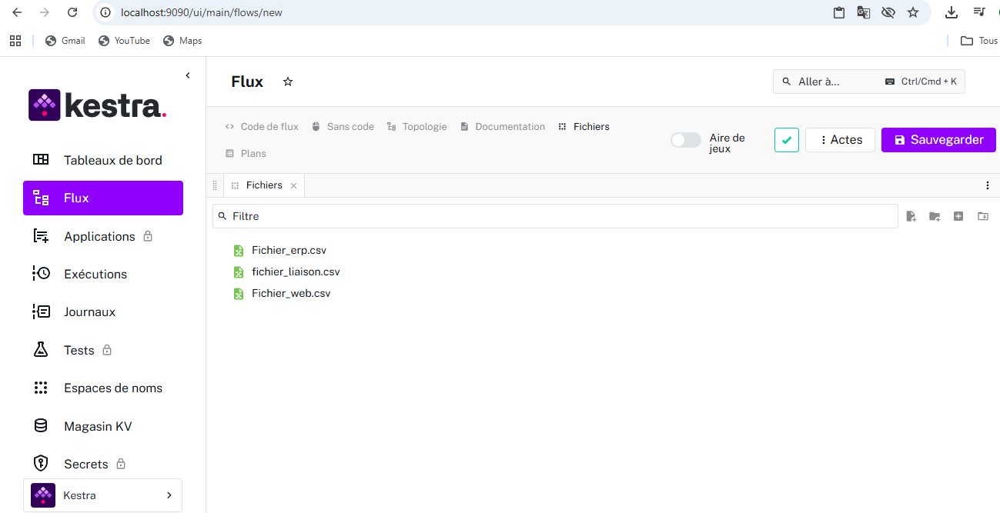 localhost:9090/ui/main/flows/new
Gmail YouTube Maps Tous
kestra.
Flux
Aller à... Ctrl/Cmd + K
Code de flux Sans code Topologie Documentation Fichiers
Plans
Aire de
jeux
Actes
Sauvegarder
Fichiers
Filtre
Fichier_erp.csv
fichier_liaison.csv
Fichier_web.csv
Tableaux de bord
Flux
Applications
Exécutions
Journaux
Tests
Espaces de noms
Magasin KV
Secrets
Kestra